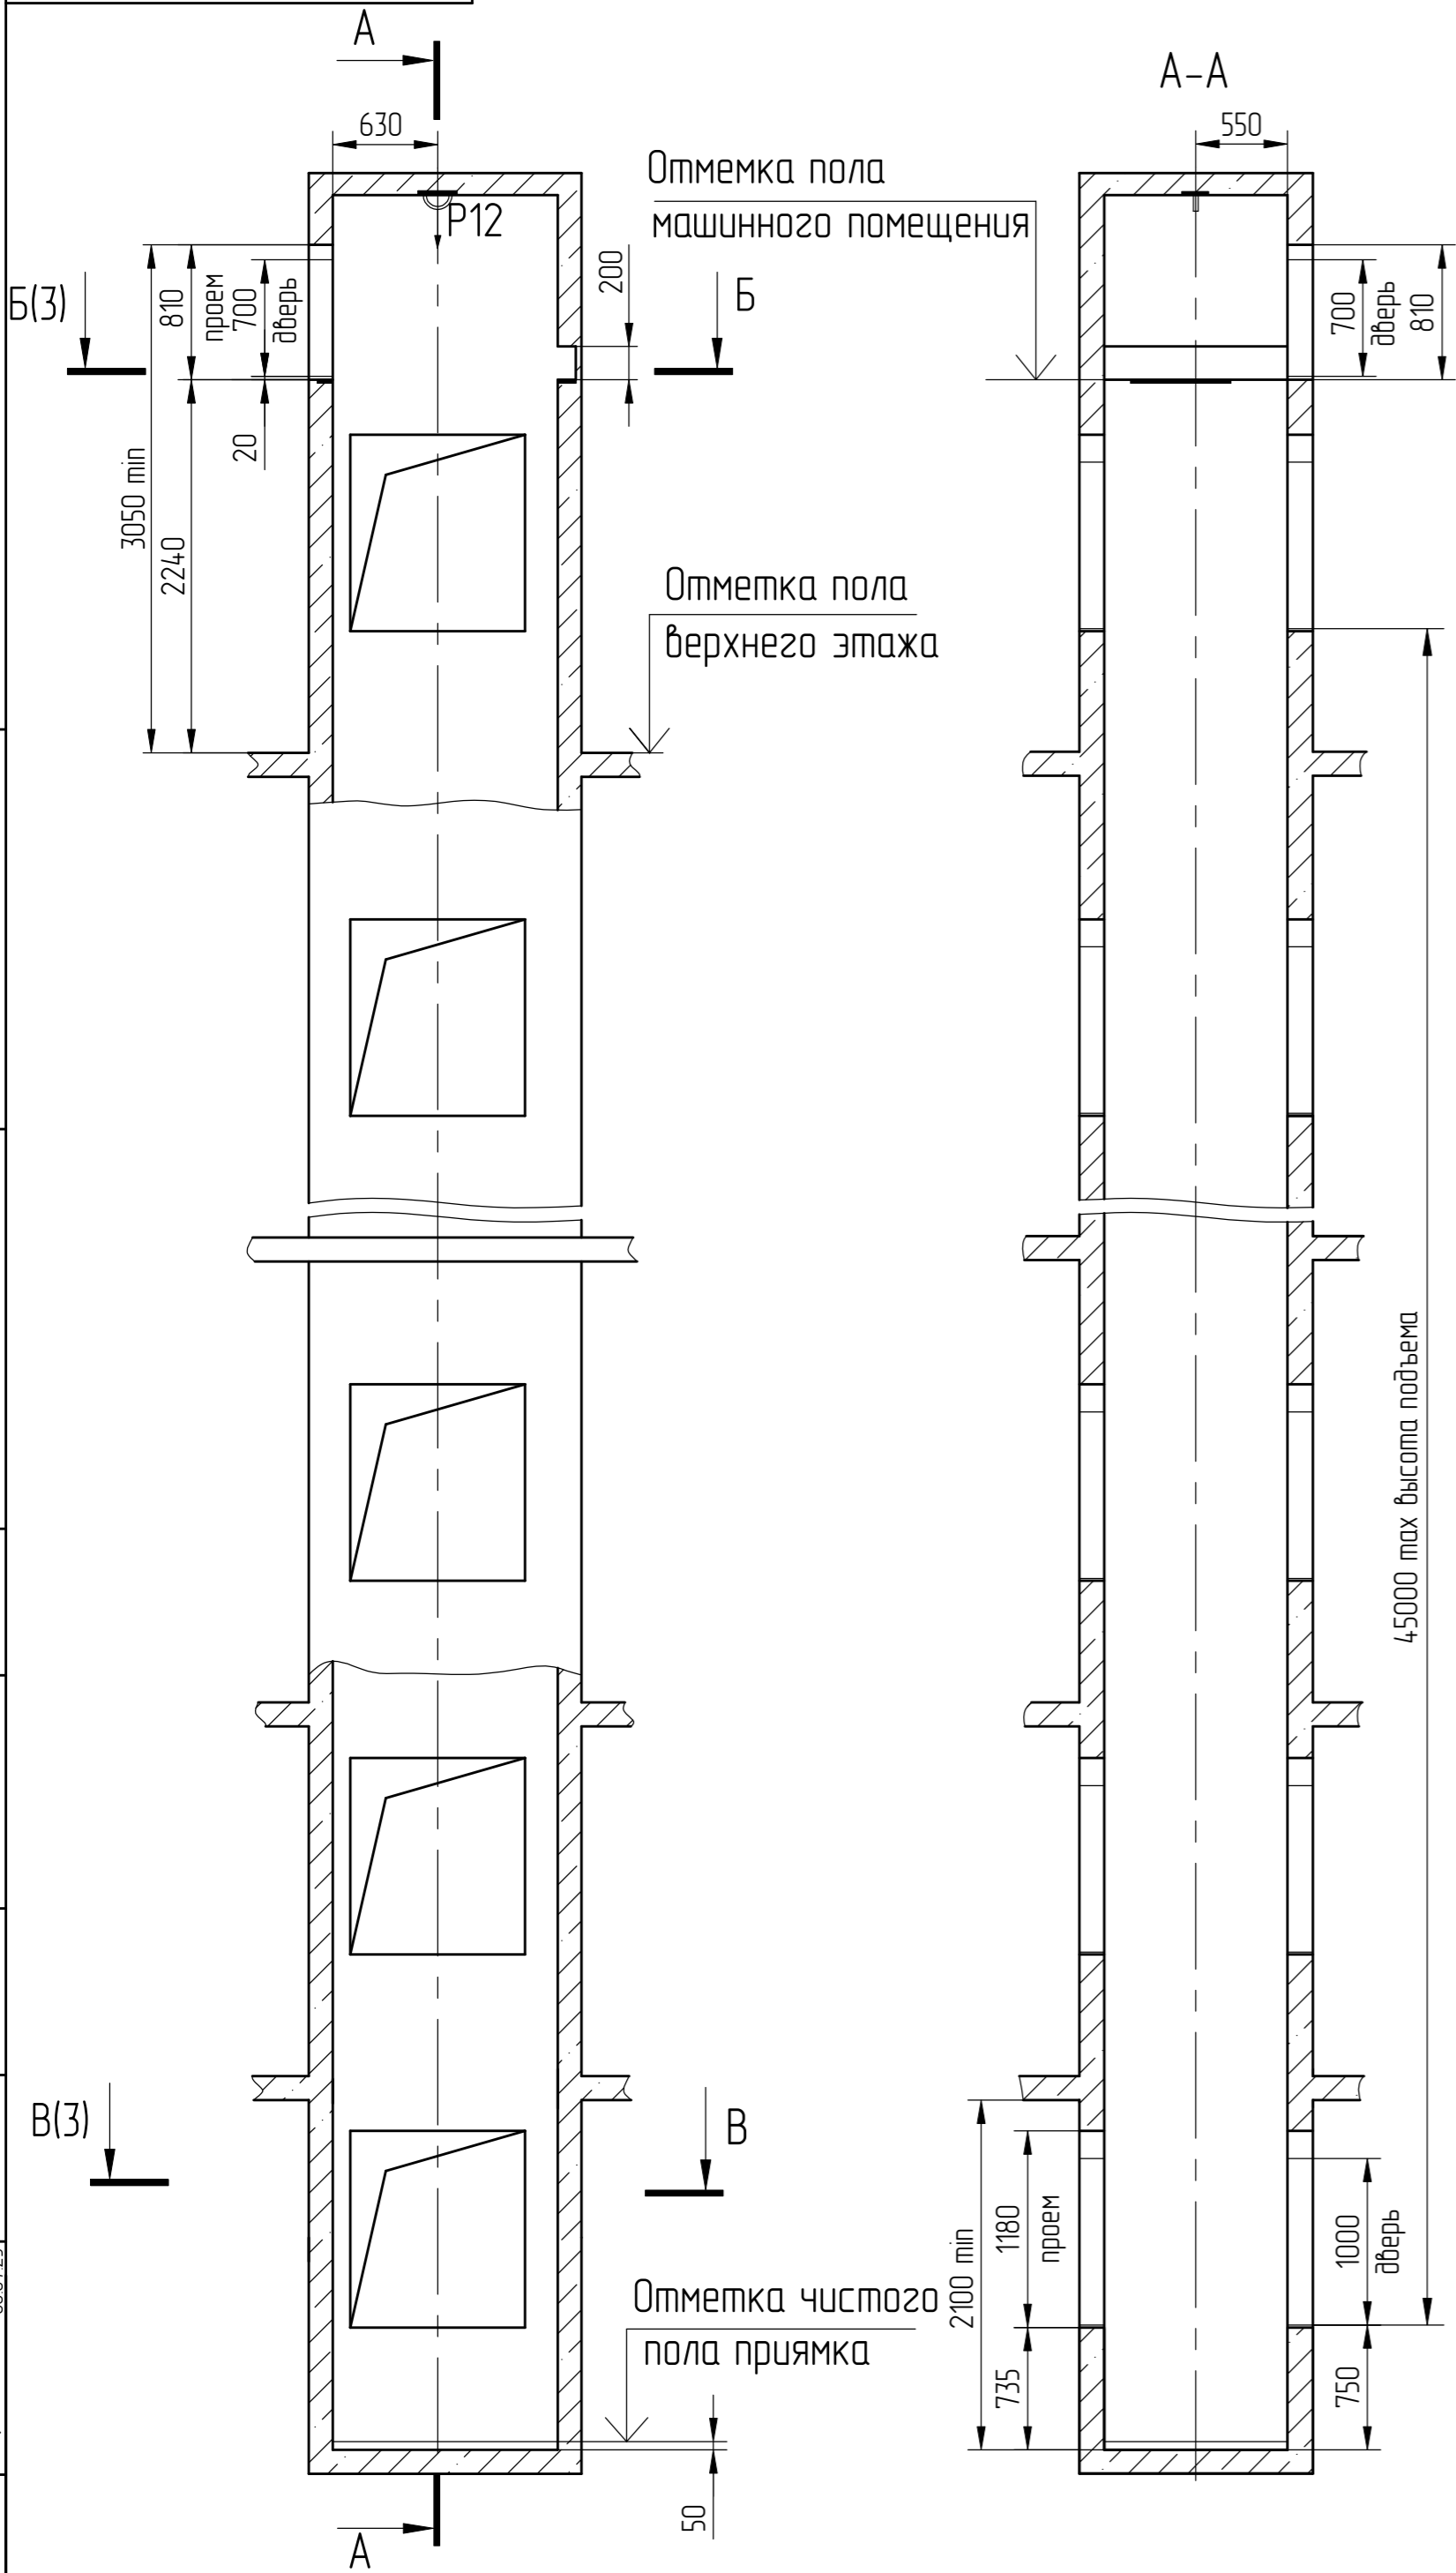 А
А-А
630
550
Отмемка пола
машинного помещения
Р12
Б(3)
810
проем
700
дверь
200
Б
700
дверь
810
20
3050 min
2240
Отметка пола
верхнего этажа
45000 max высота подъема
В(3)
В
2100 min
1180
проем
1000
дверь
Отметка чистого
пола приямка
735
750
50
А